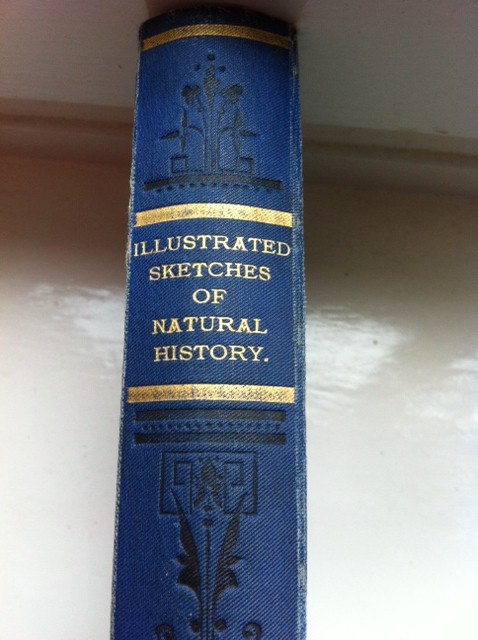 ILLUSTRATED
SKETCHES
OF
NATURAL
HISTORY.